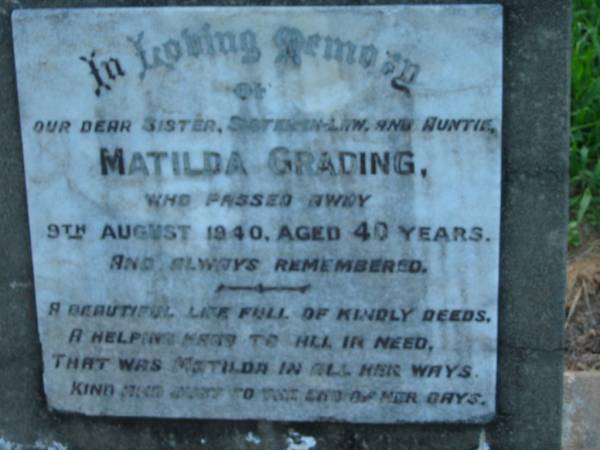 In Loving Memory
of
OUR DEAR SISTER, SISTER-IN-LAW, AND AUNTIE,
MATILDA GRADING,
WHO PASSED AWAY
9TH AUGUST 1940, AGED 40 YEARS.
AND ALWAYS REMEMBERED.
A BEAUTIFUL LIFE FULL OF KINDLY DEEDS,
A HELPING HAND TO ALL IN NEED,
THAT WAS MATILDA IN ALL HER WAYS.
KIND AND JUST TO THE END OF HER DAYS.